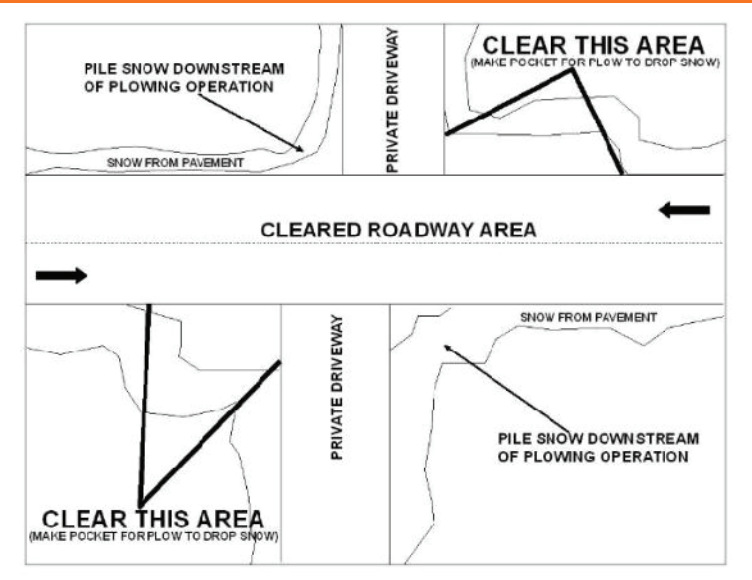 PILE SNOW DOWNSTREAM
OF PLOWING OPERATION
SNOW FROM PAVEMENT
PRIVATE DRIVEWAY
CLEAR THIS AREA
(MAKE POCKET FOR PLOW TO DROP SNOW)
CLEARED ROADWAY AREA
CLEAR THIS AREA
(MAKE POCKET FOR PLOW TO DROP SNOW)
PRIVATE DRIVEWAY
SNOW FROM PAVEMENT
PILE SNOW DOWNSTREAM
OF PLOWING OPERATION